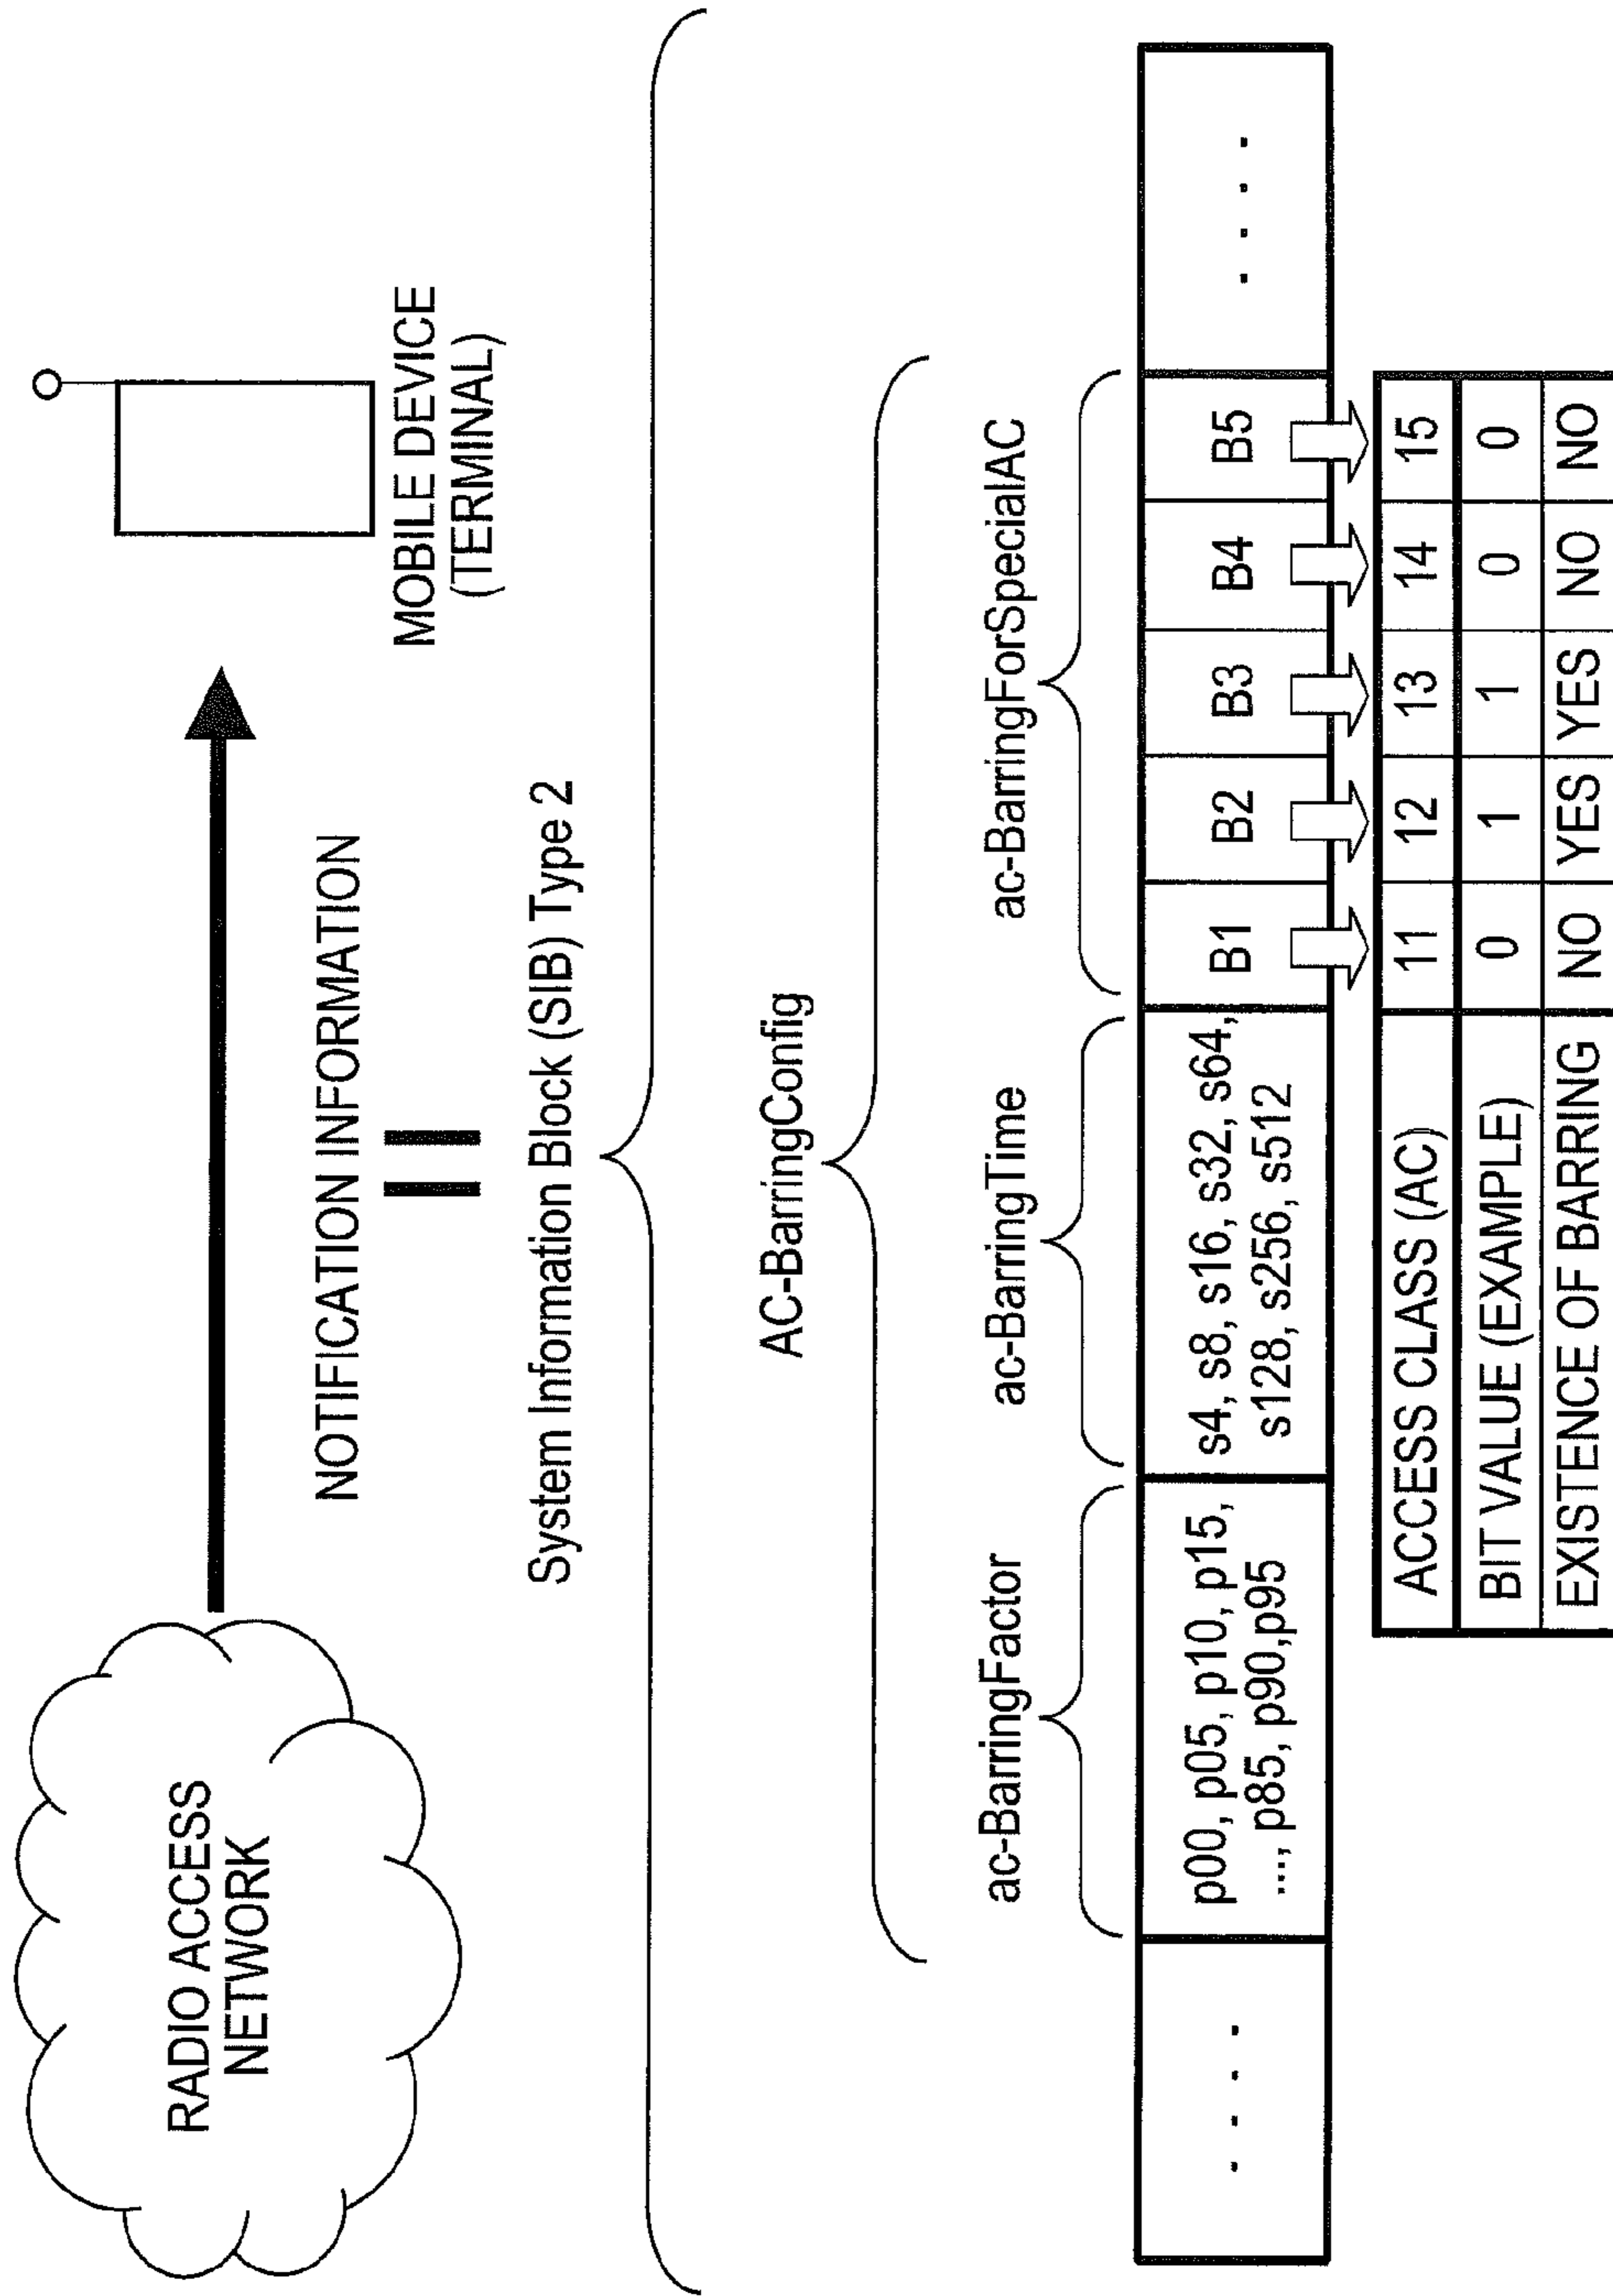 RADIO ACCESS
NETWORK
NOTIFICATION INFORMATION
MOBILE DEVICE
(TERMINAL)
System Information Block (SIB) Type 2
AC-BarringConfig
ac-BarringFactor
ac-BarringTime
ac-BarringForSpecialAC
. . . .
p00, p05, p10, p15,
..., p85, p90,p95
s4, s8, s16, s32, s64,
s128, s256, s512
B1 B2 B3 B4 B5
. . . .
ACCESS CLASS (AC) 11 12 13 14 15
BIT VALUE (EXAMPLE) 0 1 1 0 0
EXISTENCE OF BARRING NO YES YES NO NO